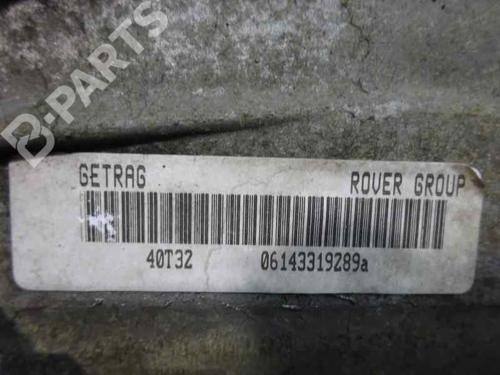 B-PARTS
GETRAG ROVER GROUP
40T32 06143319289a